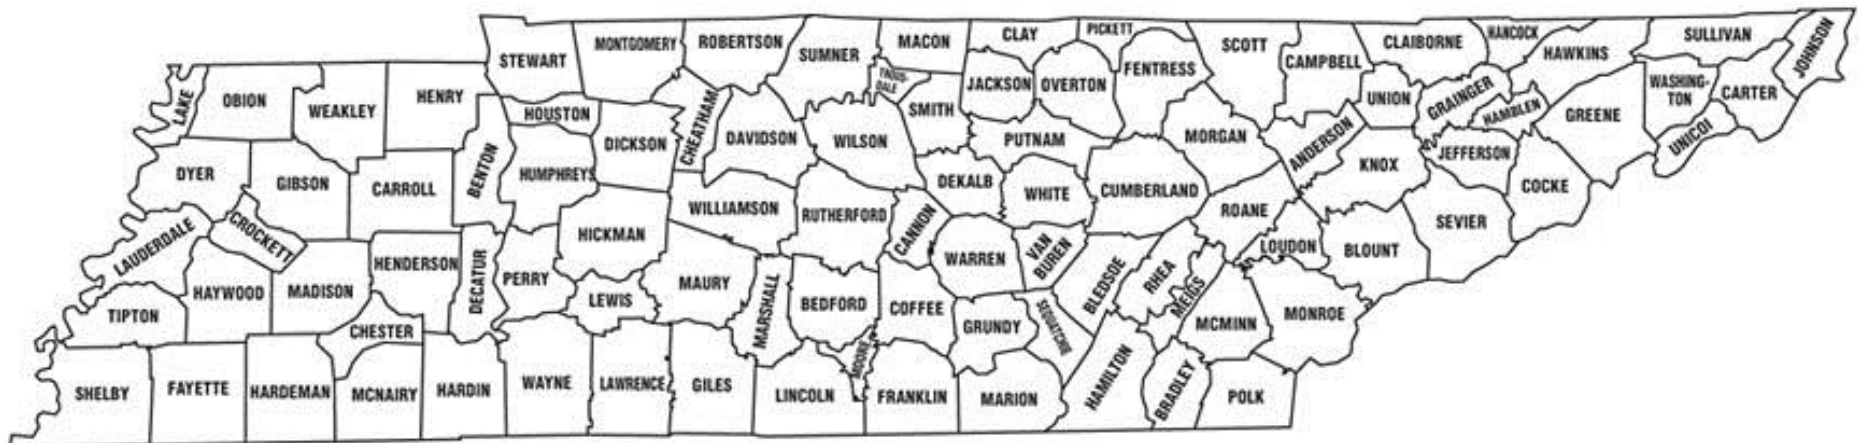 STEWART
MONTGOMERY
ROBERTSON
SUMNER
MACON
CLAY
PICKETT
SCOTT
CAMPBELL
CLAIBORNE
HANCOCK
HAWKINS
SULLIVAN
JOHNSON
LAKE
OBION
WEAKLEY
HENRY
HOUSTON
DICKSON
CHEATHAM
DAVIDSON
WILSON
TROUS-
DALE
SMITH
JACKSON
OVERTON
FENTRESS
PUTNAM
MORGAN
ANDERSON
UNION
GRAINGER
HAMBLEN
GREENE
WASHING-
TON
CARTER
UNICOI
DYER
GIBSON
CARROLL
BENTON
HUMPHREYS
WILLIAMSON
RUTHERFORD
CANNON
DEKALB
WHITE
CUMBERLAND
ROANE
KNOX
JEFFERSON
COCKE
SEVIER
LAUDERDALE
CROCKETT
HICKMAN
WARREN
VAN
BUREN
BLEDSOE
RHEA
MEIGS
LOUDON
BLOUNT
TIPTON
HAYWOOD
MADISON
HENDERSON
DECATUR
PERRY
LEWIS
MAURY
MARSHALL
BEDFORD
COFFEE
GRUNDY
SEQUATCHIE
MCMINN
MONROE
CHESTER
SHELBY
FAYETTE
HARDEMAN
MCNAIRY
HARDIN
WAYNE
LAWRENCE
GILES
LINCOLN
MOORE
FRANKLIN
MARION
HAMILTON
BRADLEY
POLK